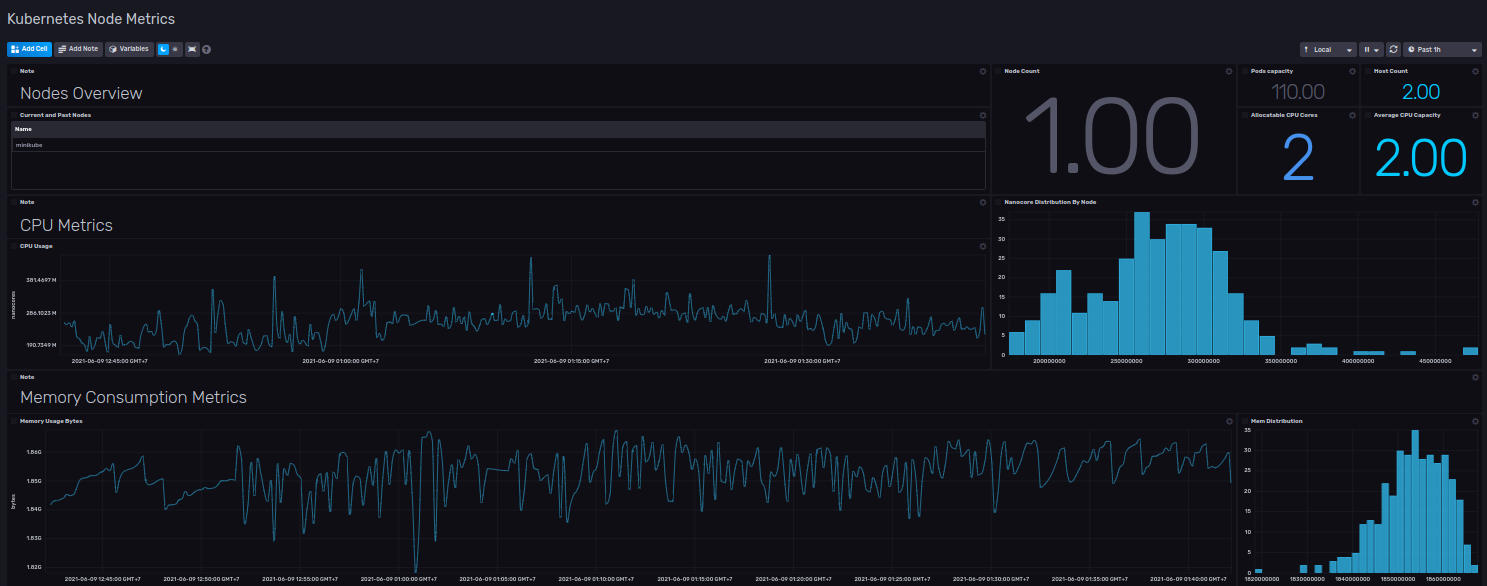 Kubernetes Node Metrics
Add Cell Add Note Variables ? Local Past 1h
Note
Nodes Overview
Current and Past Nodes
Name
minikube
Node Count
1.00
Pods capacity
110.00
Host Count
2.00
Allocatable CPU Cores
2
Average CPU Capacity
2.00
Note
CPU Metrics
CPU Usage
nanocores
381.4697 M
286.1023 M
190.7349 M
2021-06-09 12:45:00 GMT+7 2021-06-09 01:00:00 GMT+7 2021-06-09 01:15:00 GMT+7 2021-06-09 01:30:00 GMT+7
Nanocore Distribution By Node
35
30
25
20
15
10
5
0
200000000 250000000 300000000 350000000 400000000 450000000
Note
Memory Consumption Metrics
Memory Usage Bytes
bytes
1.86G
1.85G
1.84G
1.83G
1.82G
2021-06-09 12:45:00 GMT+7 2021-06-09 12:50:00 GMT+7 2021-06-09 12:55:00 GMT+7 2021-06-09 01:00:00 GMT+7 2021-06-09 01:05:00 GMT+7 2021-06-09 01:10:00 GMT+7 2021-06-09 01:15:00 GMT+7 2021-06-09 01:20:00 GMT+7 2021-06-09 01:25:00 GMT+7 2021-06-09 01:30:00 GMT+7 2021-06-09 01:35:00 GMT+7 2021-06-09 01:40:00 GMT+7
Mem Distribution
35
30
25
20
15
10
5
0
1820000000 1830000000 1840000000 1850000000 1860000000